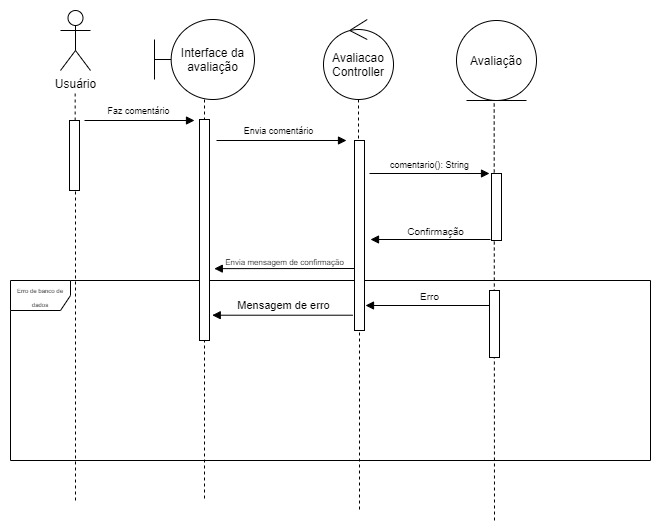 Usuário
Interface da
avaliação
Avaliacao
Controller
Avaliação
Faz comentário
Envia comentário
comentario(): String
Confirmação
Envia mensagem de confirmação
Erro de banco de
dados
Erro
Mensagem de erro